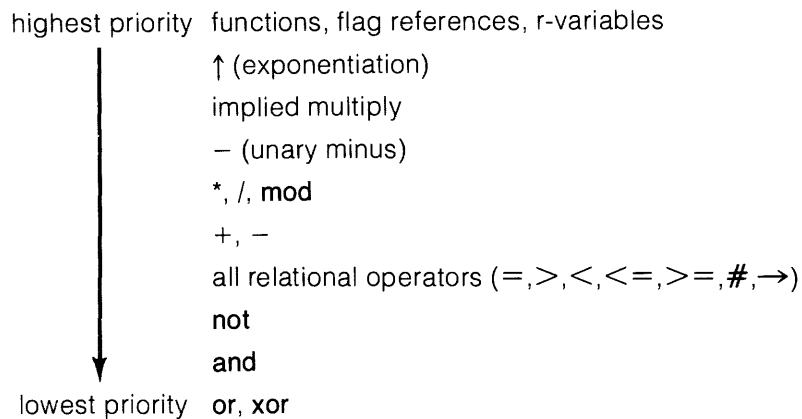 highest priority functions, flag references, r-variables
↑ (exponentiation)
implied multiply
− (unary minus)
*, /, mod
+, −
all relational operators (=,>,<,<=,>=,#,→)
not
and
lowest priority or, xor